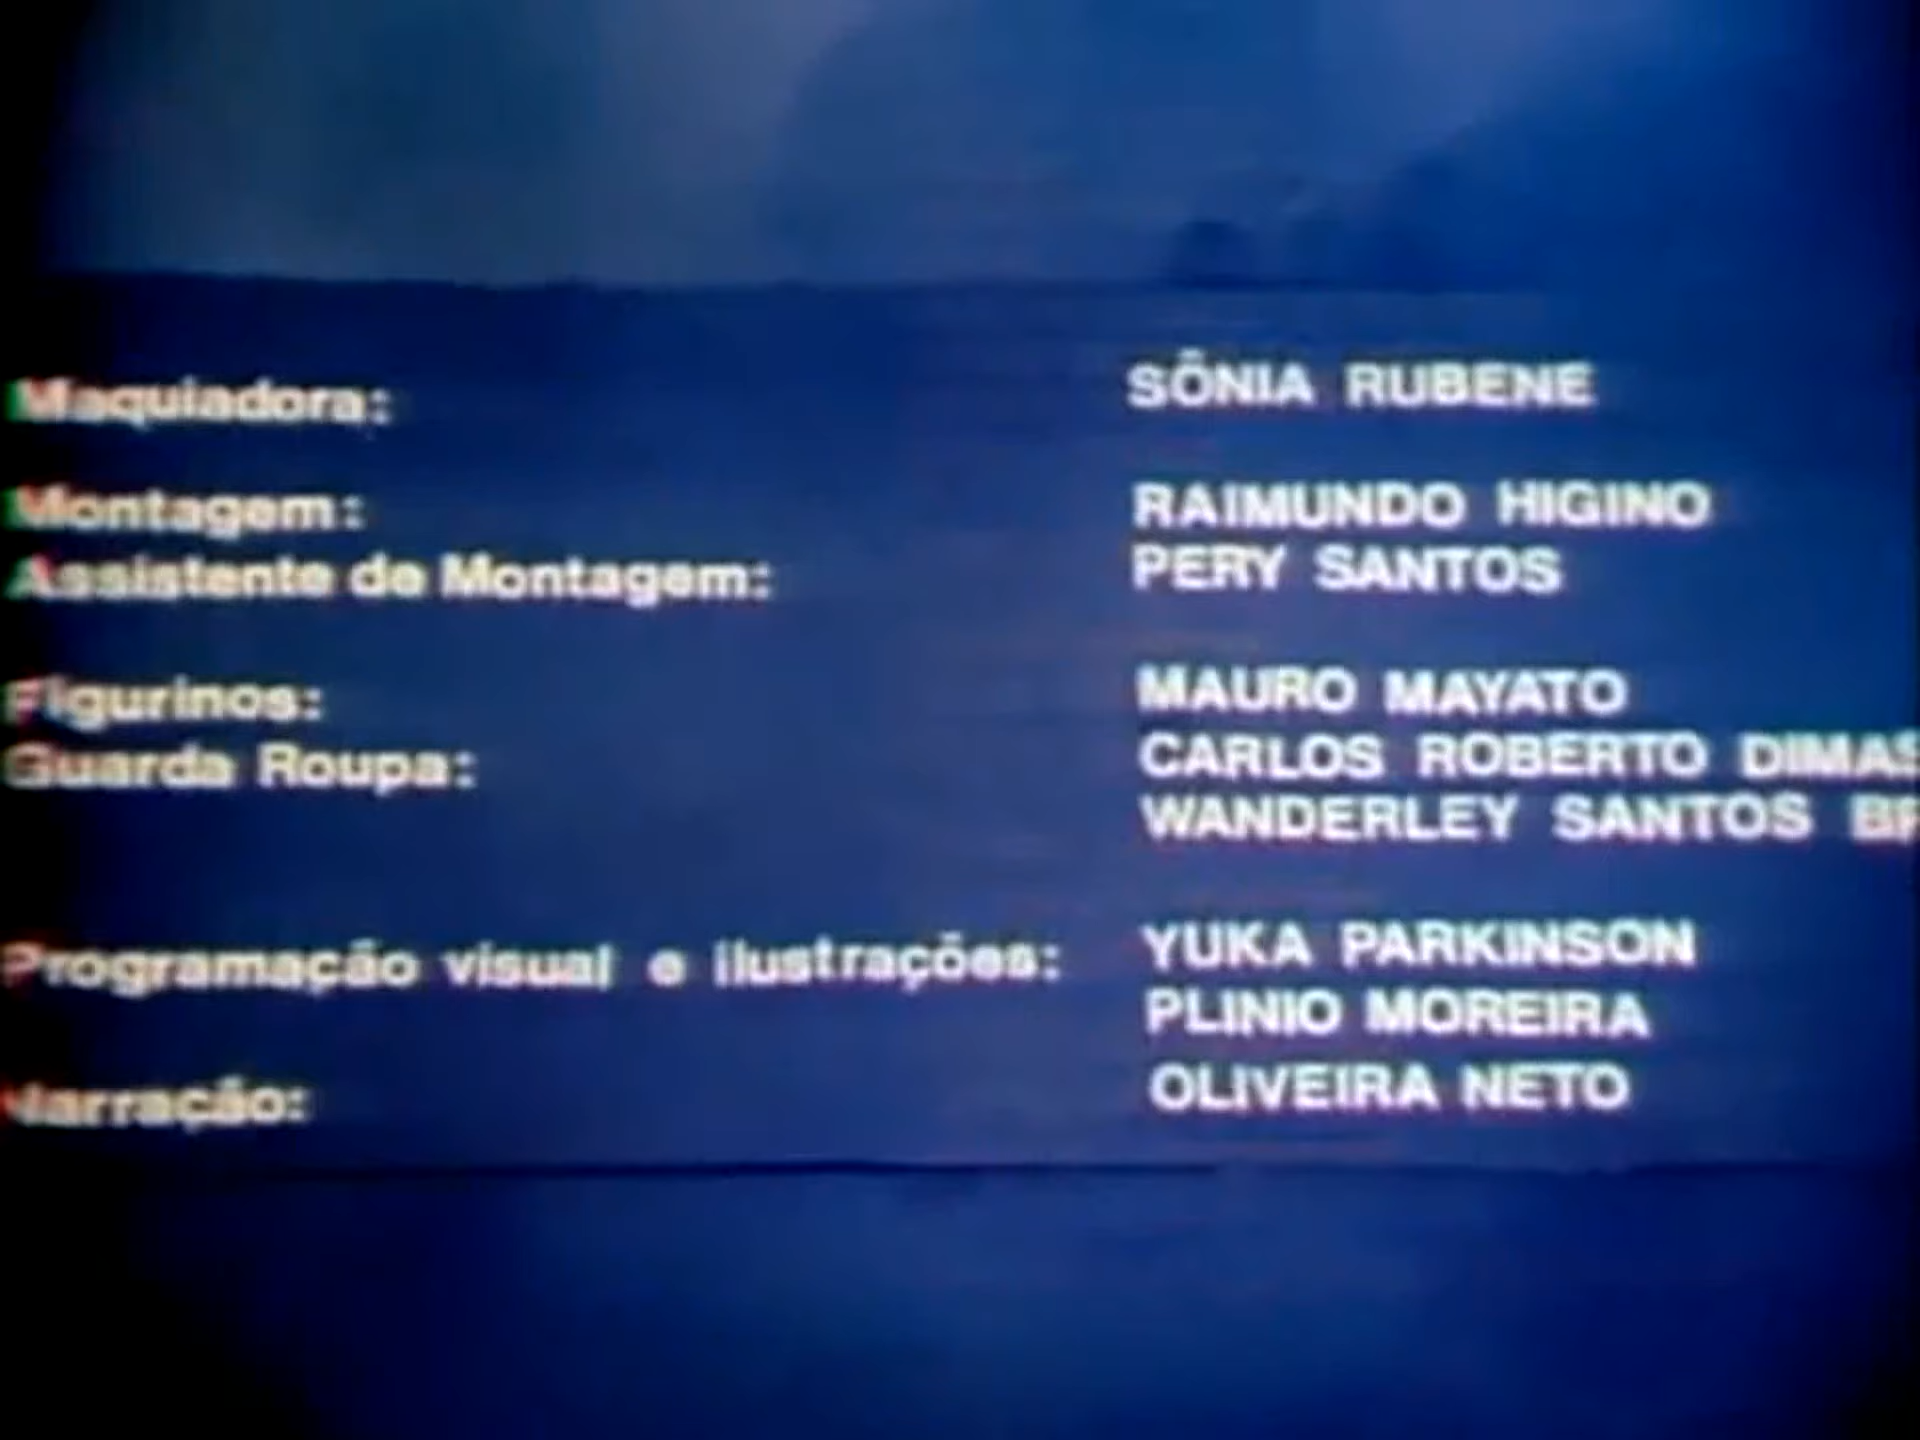 Maquiadora: SÔNIA RUBENE
Montagem: RAIMUNDO HIGINO
Assistente de Montagem: PERY SANTOS
Figurinos: MAURO MAYATO
Guarda Roupa: CARLOS ROBERTO DIMAS
WANDERLEY SANTOS
Programação visual e ilustrações: YUKA PARKINSON
PLINIO MOREIRA
Narração: OLIVEIRA NETO